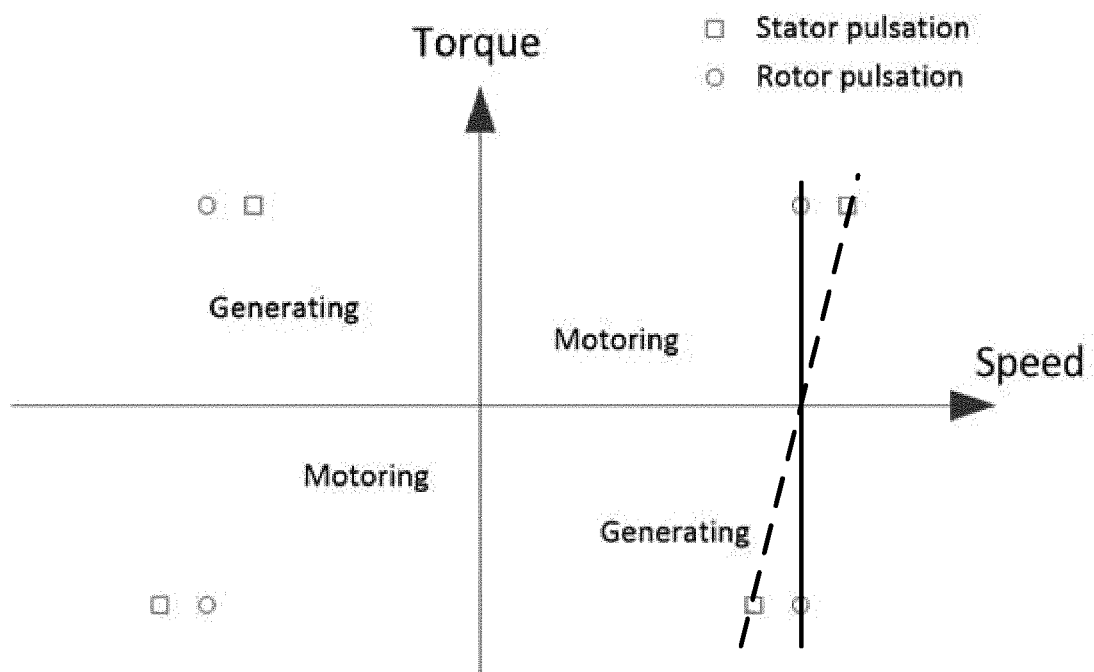 Torque
Stator pulsation
Rotor pulsation
Generating
Motoring
Speed
Motoring
Generating